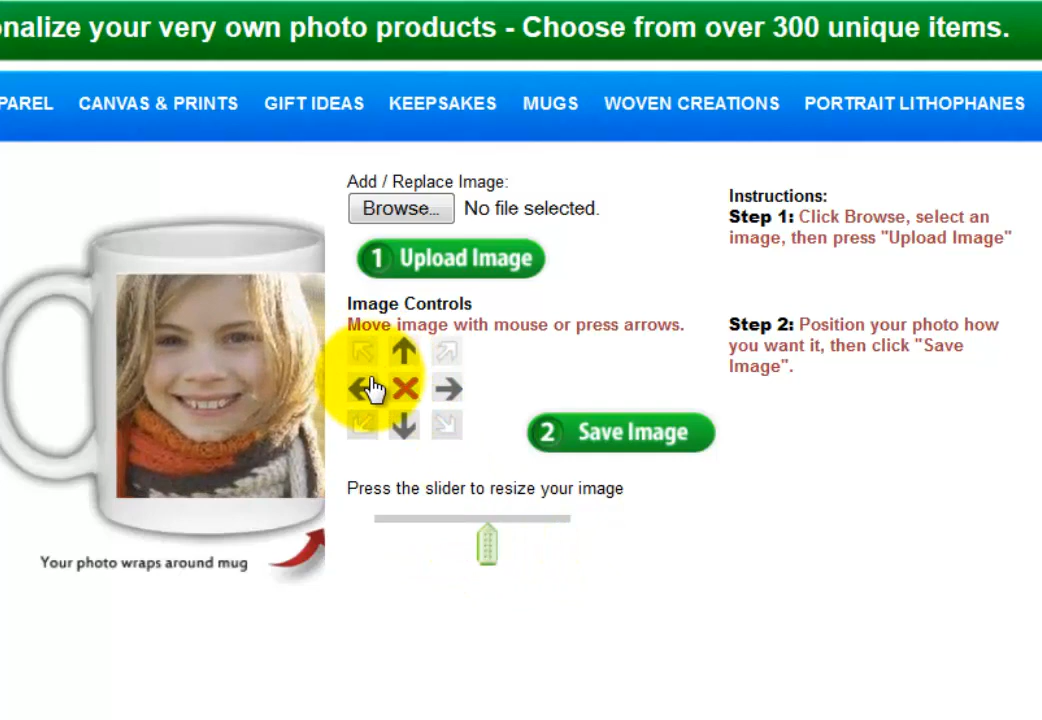 your very own photo products - Choose from over 300 unique items.
CANVAS & PRINTS GIFT IDEAS KEEPSAKES MUGS WOVEN CREATIONS PORTRAIT LITHOPHANES
Add / Replace Image:
Browse... No file selected.
1 Upload Image
Instructions:
Step 1: Click Browse, select an
image, then press "Upload Image"
Image Controls
Move image with mouse or press arrows.
Step 2: Position your photo how
you want it, then click "Save
Image".
2 Save Image
Press the slider to resize your image
Your photo wraps around mug